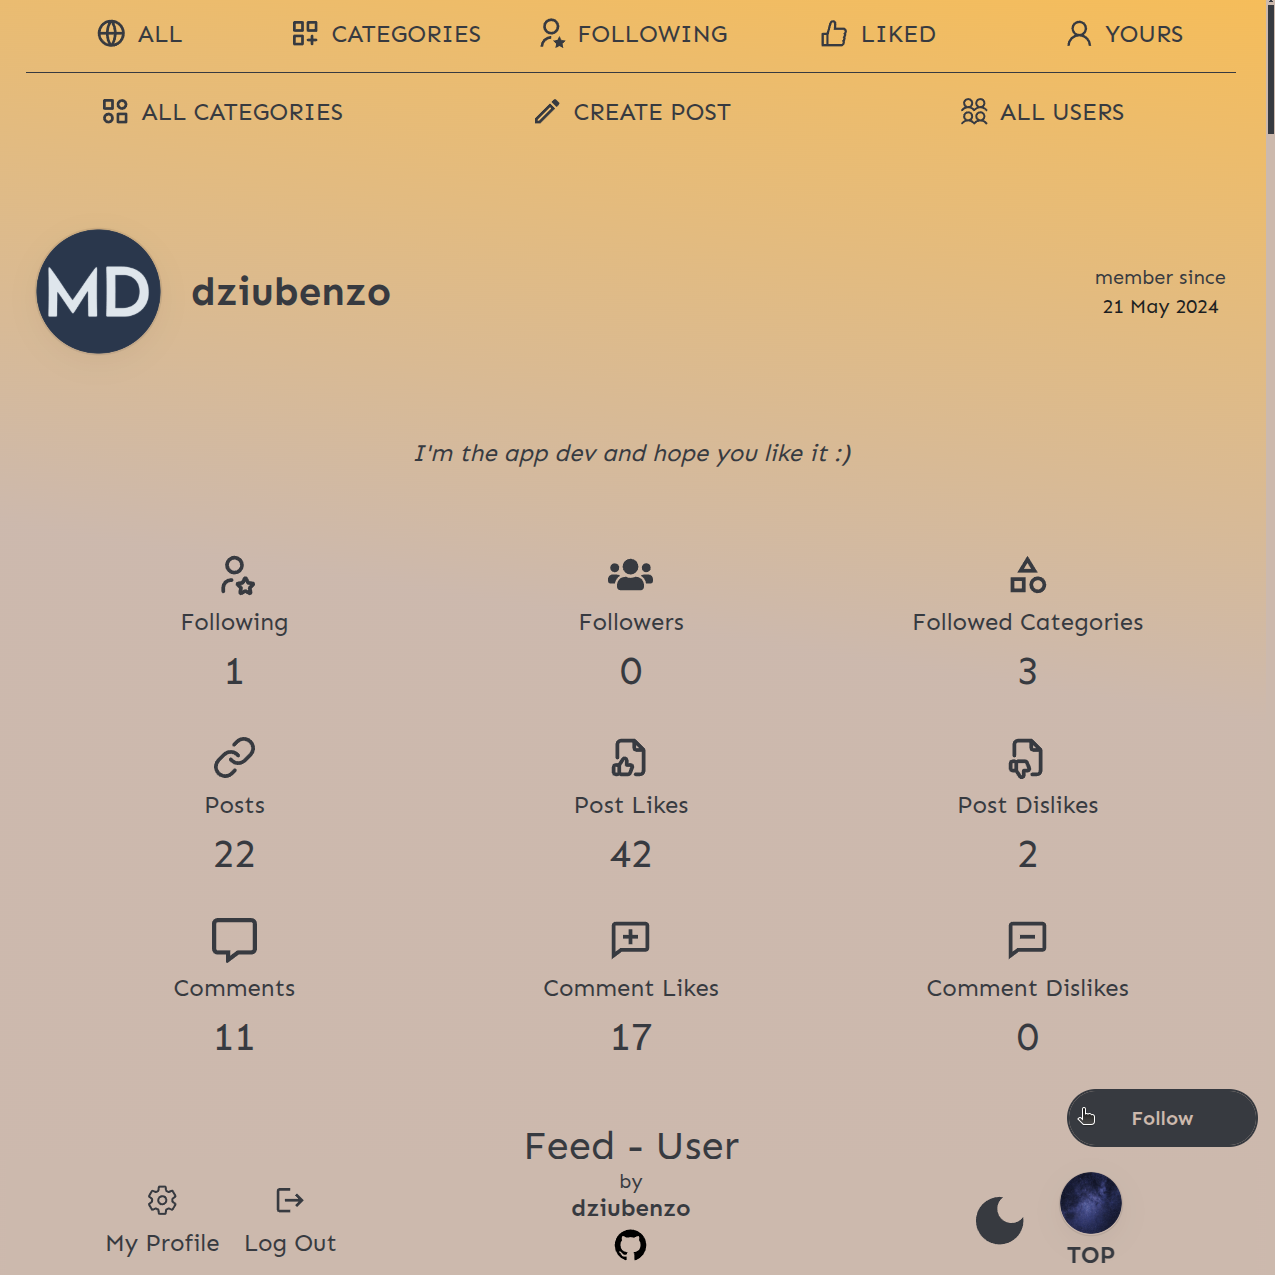 ALL CATEGORIES FOLLOWING LIKED YOURS
ALL CATEGORIES CREATE POST ALL USERS
MD
dziubenzo
member since
21 May 2024
I'm the app dev and hope you like it :)
Following Followers Followed Categories
1 0 3
Posts Post Likes Post Dislikes
22 42 2
Comments Comment Likes Comment Dislikes
11 17 0
Follow
Feed - User
by
dziubenzo
My Profile Log Out
TOP